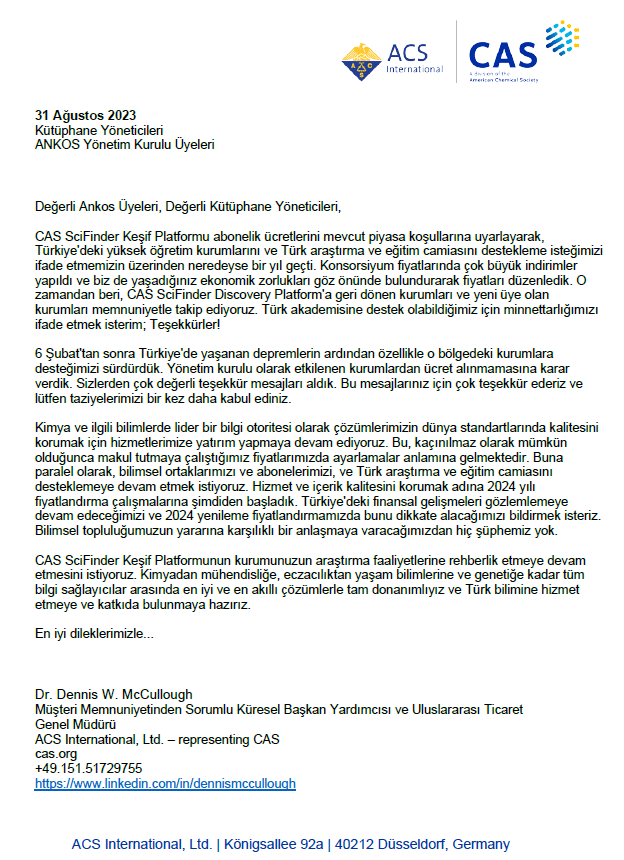 ACS
International
A C S
CAS
A division of the
American Chemical Society
31 Ağustos 2023
Kütüphane Yöneticileri
ANKOS Yönetim Kurulu Üyeleri
Değerli Ankos Üyeleri, Değerli Kütüphane Yöneticileri,
CAS SciFinder Keşif Platformu abonelik ücretlerini mevcut piyasa koşullarına uyarlayarak,
Türkiye'deki yüksek öğretim kurumlarını ve Türk araştırma ve eğitim camiasını destekleme isteğimizi
ifade etmemizin üzerinden neredeyse bir yıl geçti. Konsorsiyum fiyatlarında çok büyük indirimler
yapıldı ve biz de yaşadığınız ekonomik zorlukları göz önünde bulundurarak fiyatları düzenledik. O
zamandan beri, CAS SciFinder Discovery Platform'a geri dönen kurumları ve yeni üye olan
kurumları memnuniyetle takip ediyoruz. Türk akademisine destek olabildiğimiz için minnettarlığımızı
ifade etmek isterim; Teşekkürler!
6 Şubat'tan sonra Türkiye'de yaşanan depremlerin ardından özellikle o bölgedeki kurumlara
desteğimizi sürdürdük. Yönetim kurulu olarak etkilenen kurumlardan ücret alınmamasına karar
verdik. Sizlerden çok değerli teşekkür mesajları aldık. Bu mesajlarınız için çok teşekkür ederiz ve
lütfen taziyelerimizi bir kez daha kabul ediniz.
Kimya ve ilgili bilimlerde lider bir bilgi otoritesi olarak çözümlerimizin dünya standartlarında kalitesini
korumak için hizmetlerimize yatırım yapmaya devam ediyoruz. Bu, kaçınılmaz olarak mümkün
olduğunca makul tutmaya çalıştığımız fiyatlarımızda ayarlamalar anlamına gelmektedir. Buna
paralel olarak, bilimsel ortaklarımızı ve abonelerimizi, ve Türk araştırma ve eğitim camiasını
desteklemeye devam etmek istiyoruz. Hizmet ve içerik kalitesini korumak adına 2024 yılı
fiyatlandırma çalışmalarına şimdiden başladık. Türkiye'deki finansal gelişmeleri gözlemlemeye
devam edeceğimizi ve 2024 yenileme fiyatlandırmamızda bunu dikkate alacağımızı bildirmek isteriz.
Bilimsel topluluğumuzun yararına karşılıklı bir anlaşmaya varacağımızdan hiç şüphemiz yok.
CAS SciFinder Keşif Platformunun kurumunuzun araştırma faaliyetlerine rehberlik etmeye devam
etmesini istiyoruz. Kimyadan mühendisliğe, eczacılıktan yaşam bilimlerine ve genetiğe kadar tüm
bilgi sağlayıcılar arasında en iyi ve en akıllı çözümlerle tam donanımlıyız ve Türk bilimine hizmet
etmeye ve katkıda bulunmaya hazırız.
En iyi dileklerimizle...
Dr. Dennis W. McCullough
Müşteri Memnuniyetinden Sorumlu Küresel Başkan Yardımcısı ve Uluslararası Ticaret
Genel Müdürü
ACS International, Ltd. – representing CAS
cas.org
+49.151.51729755
https://www.linkedin.com/in/dennismccullough
ACS International, Ltd. | Königsallee 92a | 40212 Düsseldorf, Germany